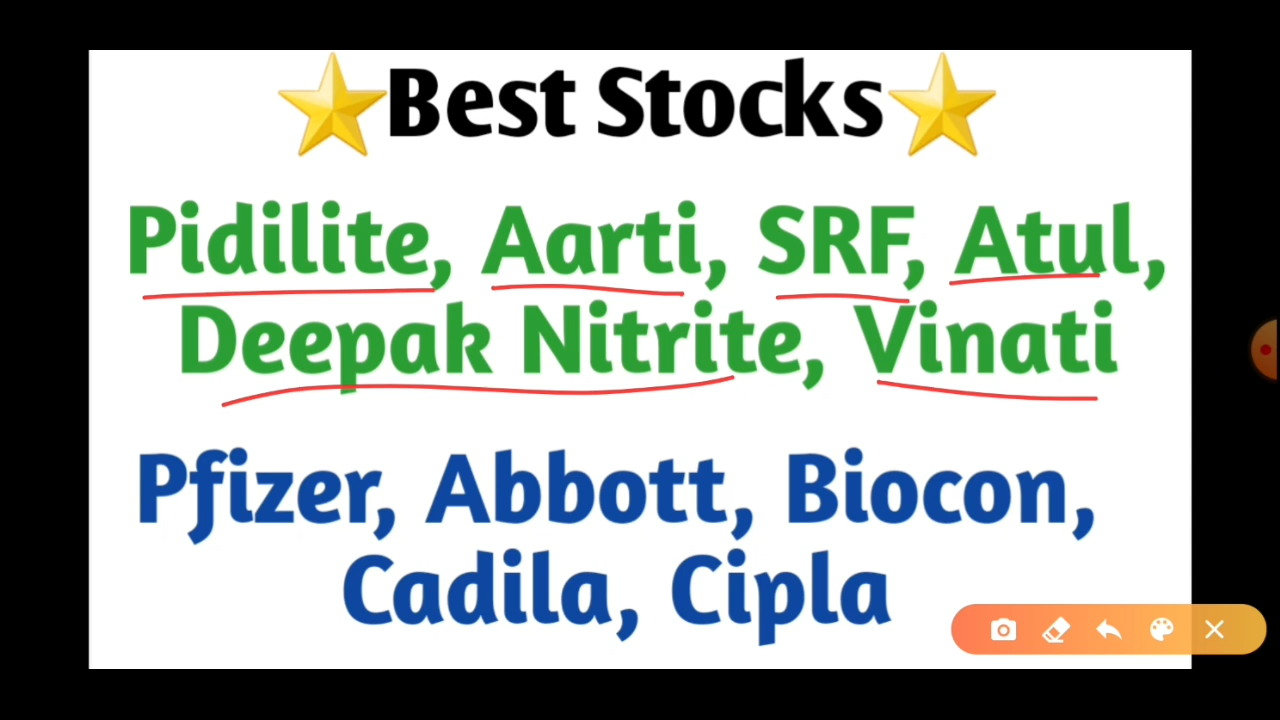 Best Stocks
Pidilite, Aarti, SRF, Atul,
Deepak Nitrite, Vinati
Pfizer, Abbott, Biocon,
Cadila, Cipla